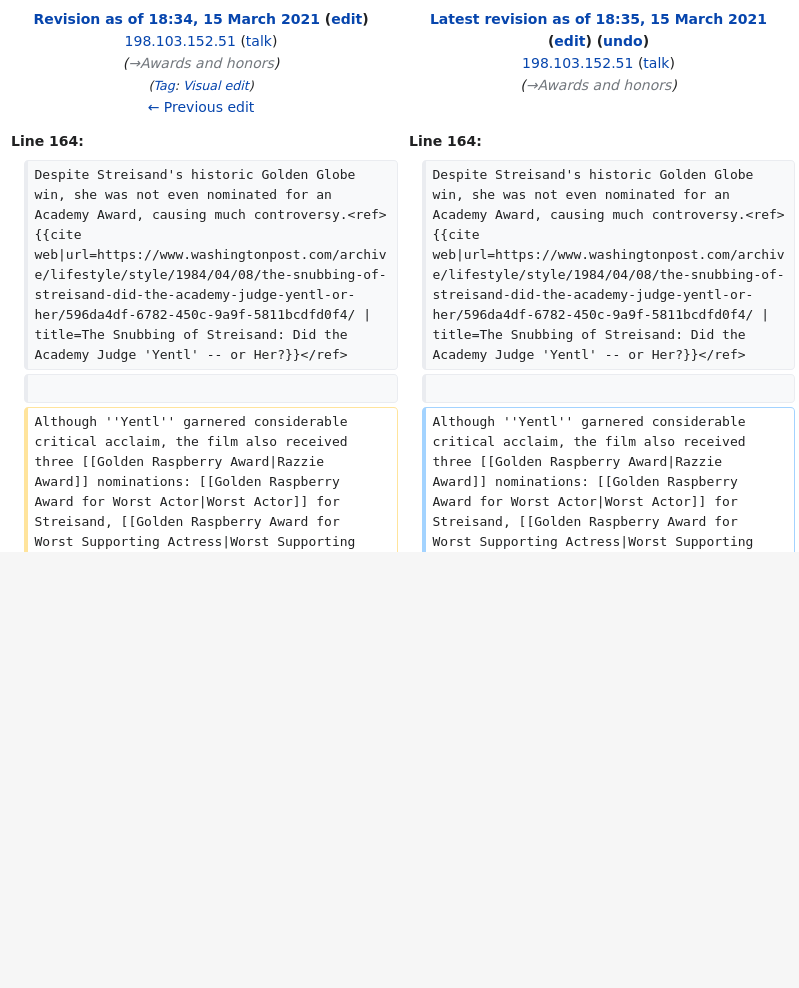 Revision as of 18:34, 15 March 2021 (edit)
198.103.152.51 (talk)
(→Awards and honors)
(Tag: Visual edit)
← Previous edit
Line 164:
Despite Streisand's historic Golden Globe
win, she was not even nominated for an
Academy Award, causing much controversy.<ref>
{{cite
web|url=https://www.washingtonpost.com/archiv
e/lifestyle/style/1984/04/08/the-snubbing-of-
streisand-did-the-academy-judge-yentl-or-
her/596da4df-6782-450c-9a9f-5811bcdfd0f4/ |
title=The Snubbing of Streisand: Did the
Academy Judge 'Yentl' -- or Her?}}</ref>
Although ''Yentl'' garnered considerable
critical acclaim, the film also received
three [[Golden Raspberry Award|Razzie
Award]] nominations: [[Golden Raspberry
Award for Worst Actor|Worst Actor]] for
Streisand, [[Golden Raspberry Award for
Worst Supporting Actress|Worst Supporting
Latest revision as of 18:35, 15 March 2021
(edit) (undo)
198.103.152.51 (talk)
(→Awards and honors)
Line 164:
Despite Streisand's historic Golden Globe
win, she was not even nominated for an
Academy Award, causing much controversy.<ref>
{{cite
web|url=https://www.washingtonpost.com/archiv
e/lifestyle/style/1984/04/08/the-snubbing-of-
streisand-did-the-academy-judge-yentl-or-
her/596da4df-6782-450c-9a9f-5811bcdfd0f4/ |
title=The Snubbing of Streisand: Did the
Academy Judge 'Yentl' -- or Her?}}</ref>
Although ''Yentl'' garnered considerable
critical acclaim, the film also received
three [[Golden Raspberry Award|Razzie
Award]] nominations: [[Golden Raspberry
Award for Worst Actor|Worst Actor]] for
Streisand, [[Golden Raspberry Award for
Worst Supporting Actress|Worst Supporting